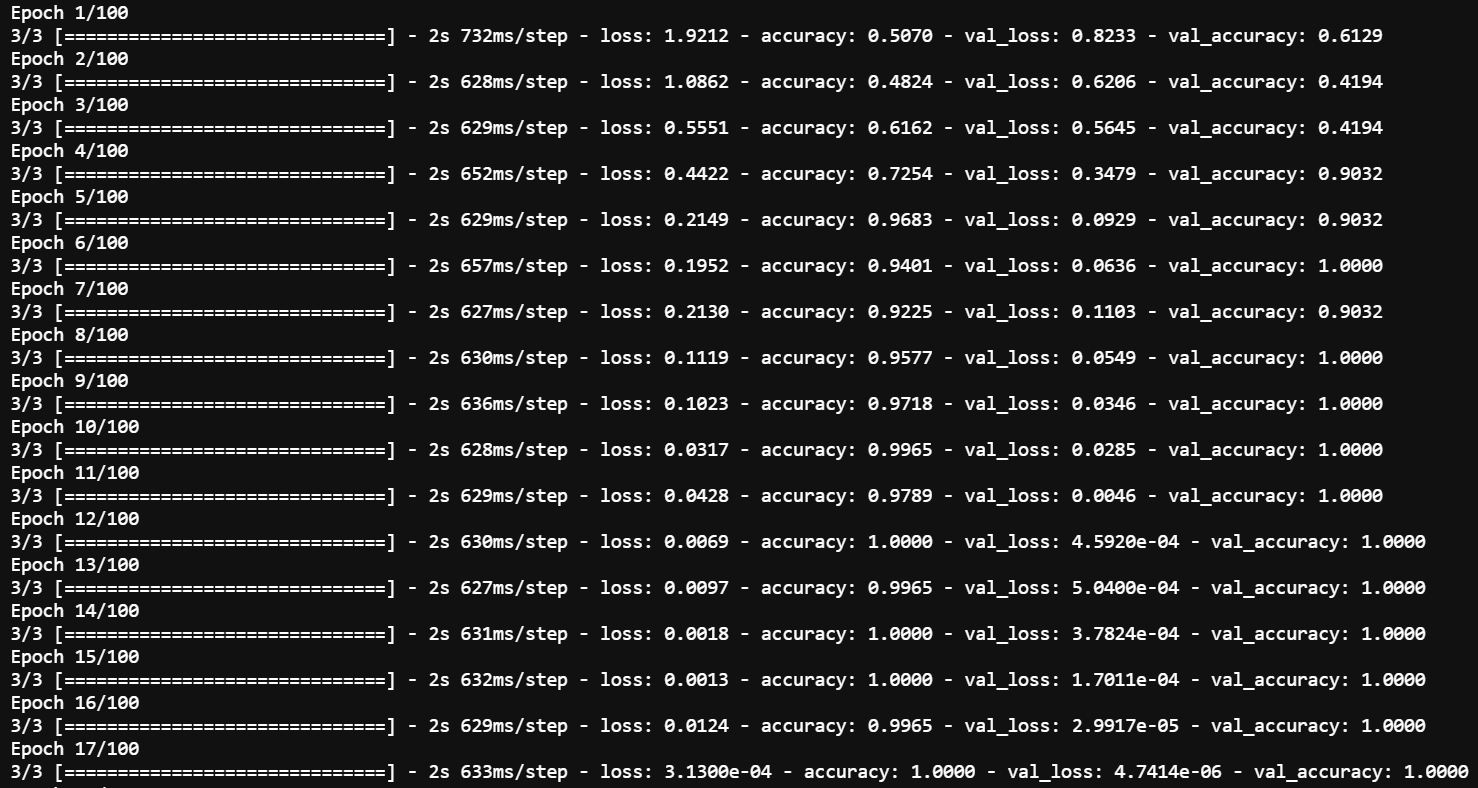 Epoch 1/100
3/3 [==============================] - 2s 732ms/step - loss: 1.9212 - accuracy: 0.5070 - val_loss: 0.8233 - val_accuracy: 0.6129
Epoch 2/100
3/3 [==============================] - 2s 628ms/step - loss: 1.0862 - accuracy: 0.4824 - val_loss: 0.6206 - val_accuracy: 0.4194
Epoch 3/100
3/3 [==============================] - 2s 629ms/step - loss: 0.5551 - accuracy: 0.6162 - val_loss: 0.5645 - val_accuracy: 0.4194
Epoch 4/100
3/3 [==============================] - 2s 652ms/step - loss: 0.4422 - accuracy: 0.7254 - val_loss: 0.3479 - val_accuracy: 0.9032
Epoch 5/100
3/3 [==============================] - 2s 629ms/step - loss: 0.2149 - accuracy: 0.9683 - val_loss: 0.0929 - val_accuracy: 0.9032
Epoch 6/100
3/3 [==============================] - 2s 657ms/step - loss: 0.1952 - accuracy: 0.9401 - val_loss: 0.0636 - val_accuracy: 1.0000
Epoch 7/100
3/3 [==============================] - 2s 627ms/step - loss: 0.2130 - accuracy: 0.9225 - val_loss: 0.1103 - val_accuracy: 0.9032
Epoch 8/100
3/3 [==============================] - 2s 630ms/step - loss: 0.1119 - accuracy: 0.9577 - val_loss: 0.0549 - val_accuracy: 1.0000
Epoch 9/100
3/3 [==============================] - 2s 636ms/step - loss: 0.1023 - accuracy: 0.9718 - val_loss: 0.0346 - val_accuracy: 1.0000
Epoch 10/100
3/3 [==============================] - 2s 628ms/step - loss: 0.0317 - accuracy: 0.9965 - val_loss: 0.0285 - val_accuracy: 1.0000
Epoch 11/100
3/3 [==============================] - 2s 629ms/step - loss: 0.0428 - accuracy: 0.9789 - val_loss: 0.0046 - val_accuracy: 1.0000
Epoch 12/100
3/3 [==============================] - 2s 630ms/step - loss: 0.0069 - accuracy: 1.0000 - val_loss: 4.5920e-04 - val_accuracy: 1.0000
Epoch 13/100
3/3 [==============================] - 2s 627ms/step - loss: 0.0097 - accuracy: 0.9965 - val_loss: 5.0400e-04 - val_accuracy: 1.0000
Epoch 14/100
3/3 [==============================] - 2s 631ms/step - loss: 0.0018 - accuracy: 1.0000 - val_loss: 3.7824e-04 - val_accuracy: 1.0000
Epoch 15/100
3/3 [==============================] - 2s 632ms/step - loss: 0.0013 - accuracy: 1.0000 - val_loss: 1.7011e-04 - val_accuracy: 1.0000
Epoch 16/100
3/3 [==============================] - 2s 629ms/step - loss: 0.0124 - accuracy: 0.9965 - val_loss: 2.9917e-05 - val_accuracy: 1.0000
Epoch 17/100
3/3 [==============================] - 2s 633ms/step - loss: 3.1300e-04 - accuracy: 1.0000 - val_loss: 4.7414e-06 - val_accuracy: 1.0000